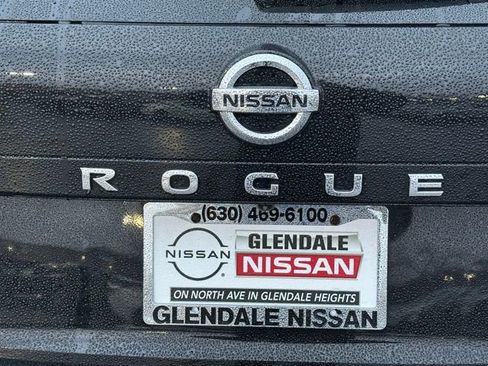 NISSAN
ROGUE
(630) 469-6100
NISSAN
GLENDALE
NISSAN
ON NORTH AVE IN GLENDALE HEIGHTS
GLENDALE NISSAN